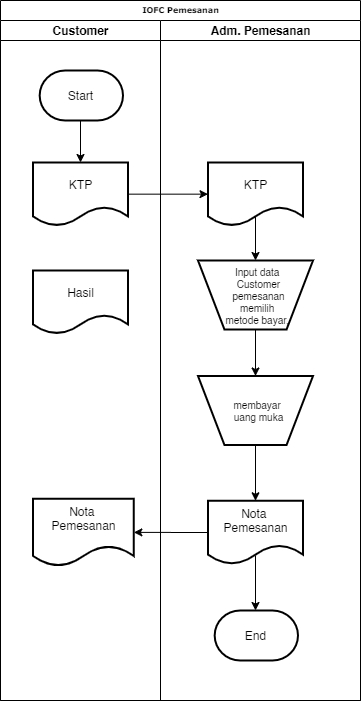 IOFC Pemesanan
Customer
Adm. Pemesanan
Start
KTP
KTP
Hasil
Input data
Customer
pemesanan
memilih
metode bayar
membayar
uang muka
Nota
Pemesanan
Nota
Pemesanan
End